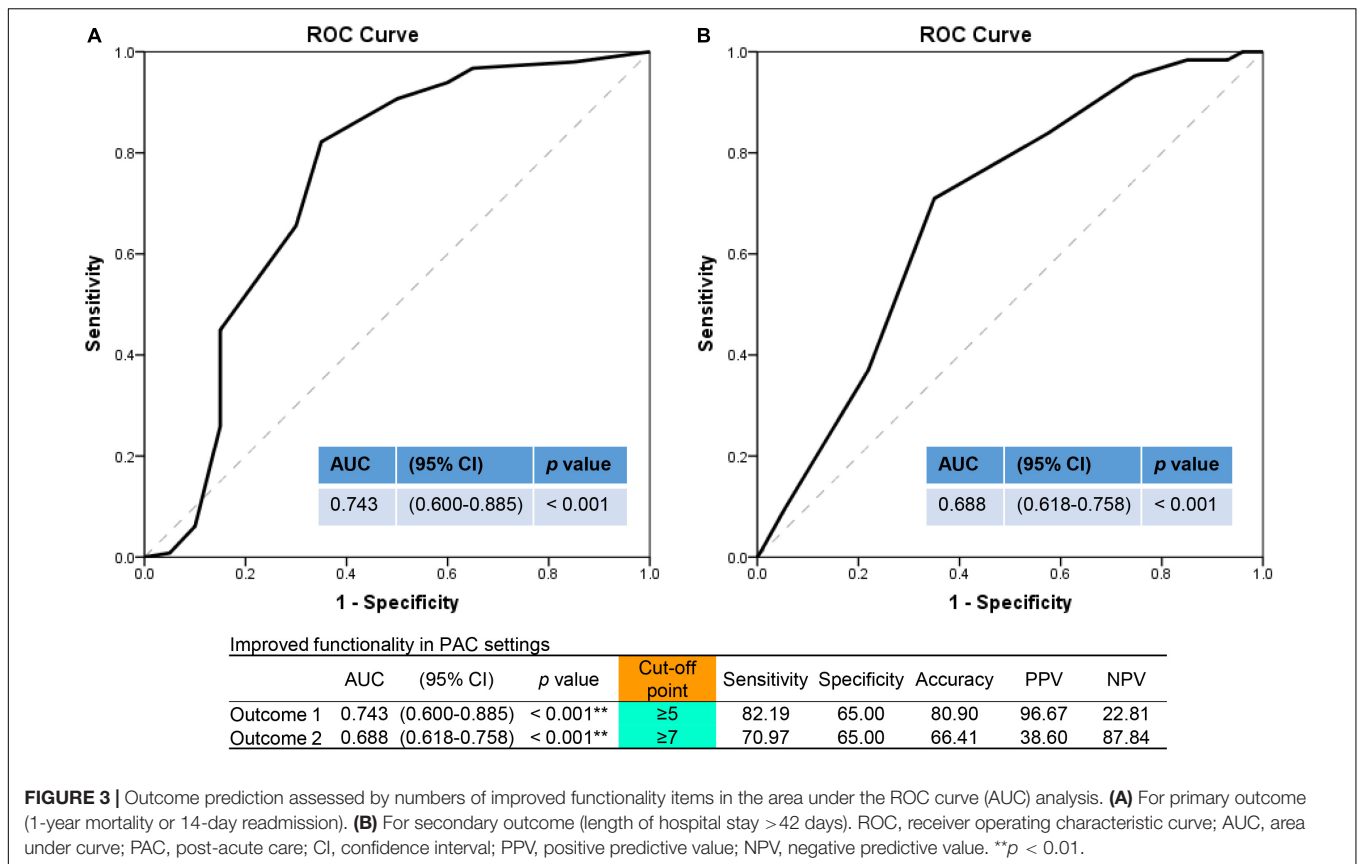 A
ROC Curve
Sensitivity
1.0
0.8
0.6
0.4
0.2
0.0
0.0 0.2 0.4 0.6 0.8 1.0
1 - Specificity
AUC (95% CI) p value
0.743 (0.600-0.885) < 0.001
B
ROC Curve
Sensitivity
1.0
0.8
0.6
0.4
0.2
0.0
0.0 0.2 0.4 0.6 0.8 1.0
1 - Specificity
AUC (95% CI) p value
0.688 (0.618-0.758) < 0.001
Improved functionality in PAC settings
AUC (95% CI) p value Cut-off point Sensitivity Specificity Accuracy PPV NPV
Outcome 1 0.743 (0.600-0.885) < 0.001** ≥5 82.19 65.00 80.90 96.67 22.81
Outcome 2 0.688 (0.618-0.758) < 0.001** ≥7 70.97 65.00 66.41 38.60 87.84
FIGURE 3 | Outcome prediction assessed by numbers of improved functionality items in the area under the ROC curve (AUC) analysis. (A) For primary outcome
(1-year mortality or 14-day readmission). (B) For secondary outcome (length of hospital stay >42 days). ROC, receiver operating characteristic curve; AUC, area
under curve; PAC, post-acute care; CI, confidence interval; PPV, positive predictive value; NPV, negative predictive value. **p < 0.01.